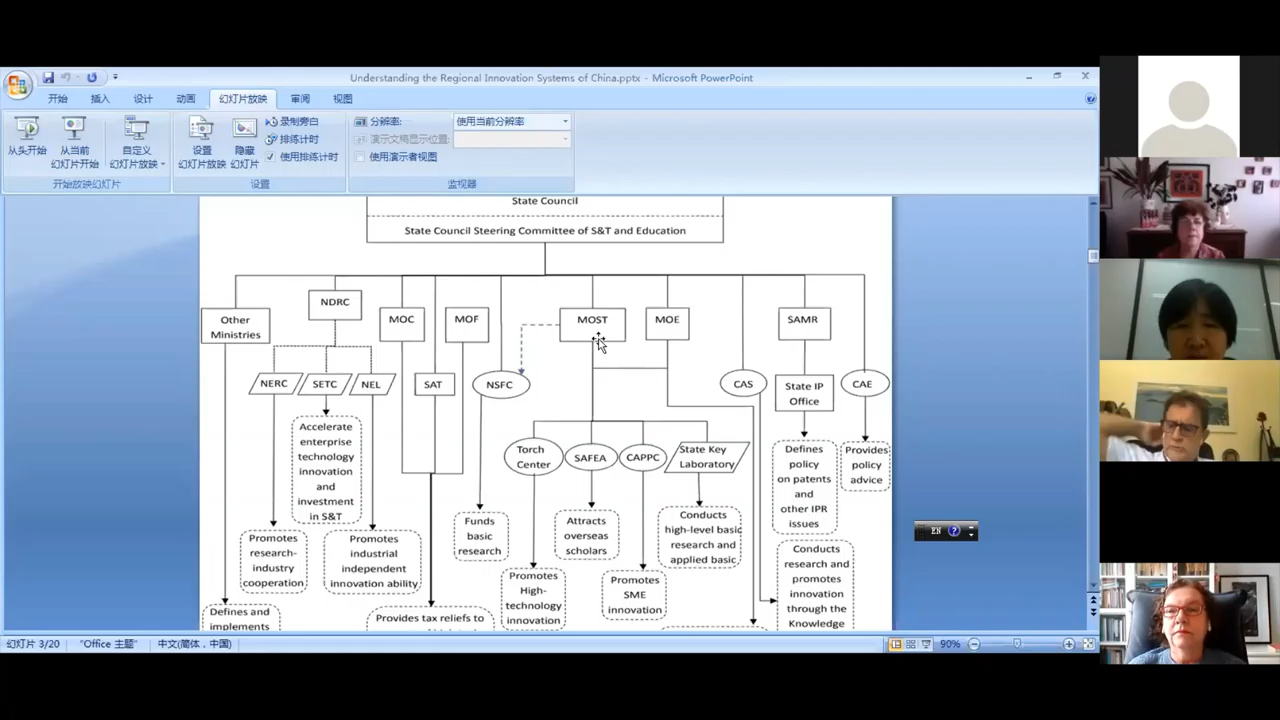 Understanding the Regional Innovation Systems of China.pptx - Microsoft PowerPoint
开始 插入 设计 动画 幻灯片放映 审阅 视图
从头开始
从当前
幻灯片开始
自定义
幻灯片放映
开始放映幻灯片
设置
幻灯片放映
隐藏
幻灯片
录制旁白
排练计时
使用排练计时
设置
分辨率:
使用当前分辨率
演示文稿显示位置:
使用演示者视图
监视器
State Council
State Council Steering Committee of S&T and Education
Other
Ministries
NDRC
MOC
MOF
MOST
MOE
SAMR
NERC
SETC
NEL
SAT
NSFC
CAS
State IP
Office
CAE
Accelerate
enterprise
technology
innovation
and
investment
in S&T
Torch
Center
SAFEA
CAPPC
State Key
Laboratory
Defines
policy
on patents
and
other IPR
issues
Provides
policy
advice
Promotes
research-
industry
cooperation
Promotes
industrial
independent
innovation ability
Funds
basic
research
Attracts
overseas
scholars
Conducts
high-level basic
research and
applied basic
Promotes
High-
technology
innovation
Promotes
SME
innovation
Conducts
research and
promotes
innovation
through the
Knowledge
Defines and
implements
Provides tax reliefs to
EN
幻灯片 3/20
"Office 主题"
中文(简体，中国)
90%